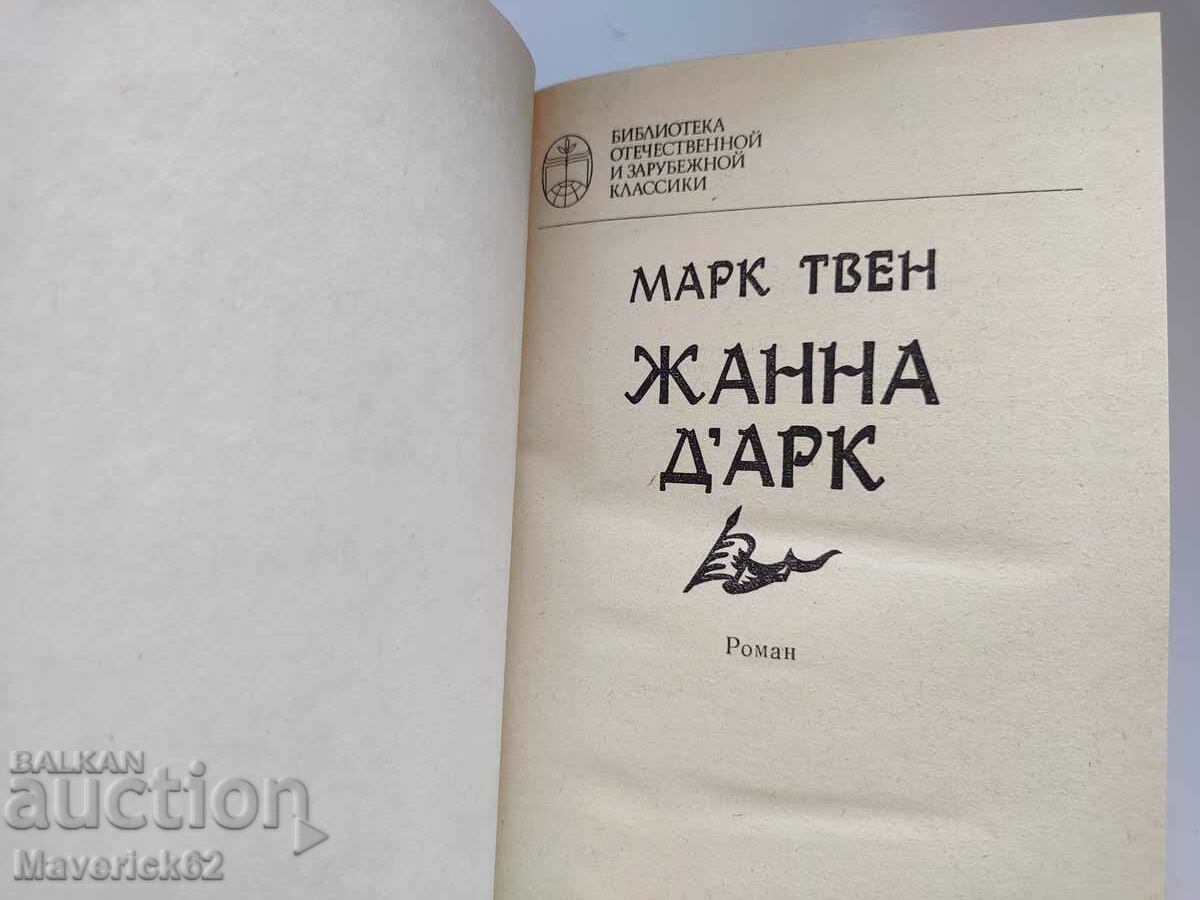 БИБЛИОТЕКА
ОТЕЧЕСТВЕННОЙ
И ЗАРУБЕЖНОЙ
КЛАССИКИ
МАРК ТВЕН
ЖАННА
Д'АРК
Роман
BALKAN
auction
Maverick62